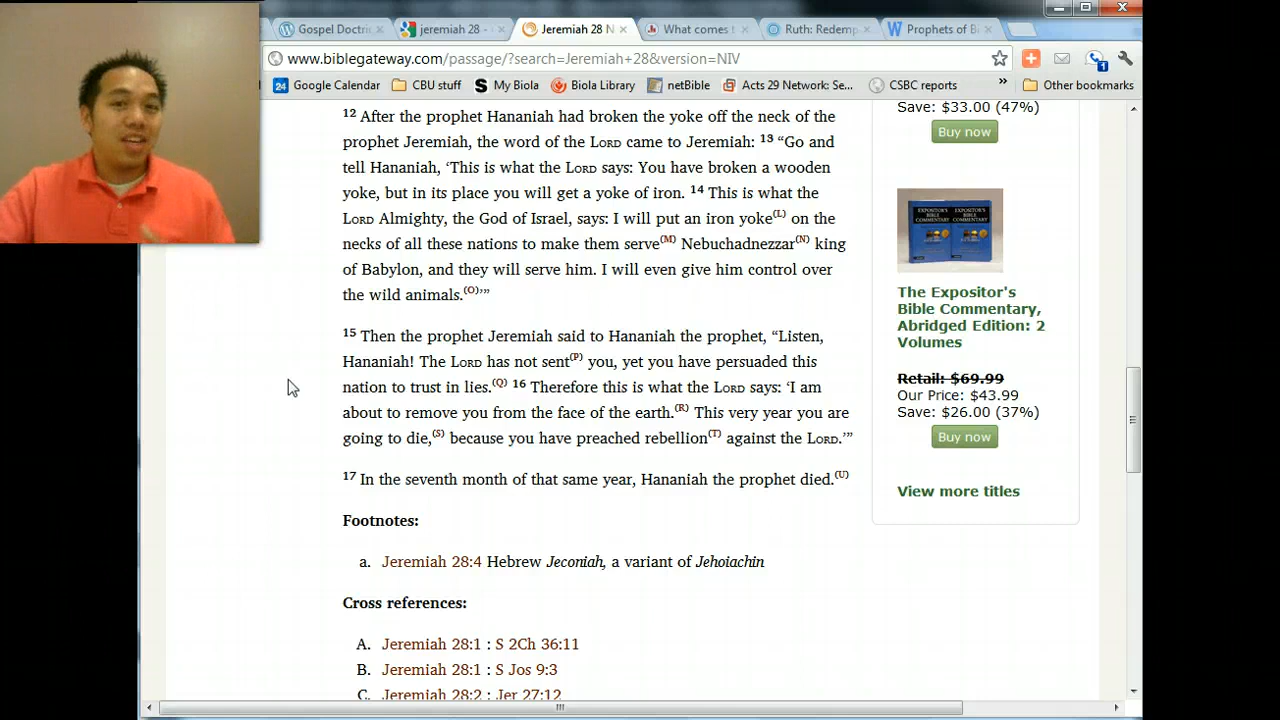 Gospel Doctri
jeremiah 28 -
Jeremiah 28 N
What comes
Ruth: Redemp
Prophets of B
www.biblegateway.com/passage/?search=Jeremiah+28&version=NIV
1
24 Google Calendar
CBU stuff
My Biola
Biola Library
netBible
Acts 29 Network: Se...
CSBC reports
»
Other bookmarks
12 After the prophet Hananiah had broken the yoke off the neck of the
prophet Jeremiah, the word of the LORD came to Jeremiah: 13 “Go and
tell Hananiah, ‘This is what the LORD says: You have broken a wooden
yoke, but in its place you will get a yoke of iron. 14 This is what the
LORD Almighty, the God of Israel, says: I will put an iron yoke(L) on the
necks of all these nations to make them serve(M) Nebuchadnezzar(N) king
of Babylon, and they will serve him. I will even give him control over
the wild animals.(O)’”
15 Then the prophet Jeremiah said to Hananiah the prophet, “Listen,
Hananiah! The LORD has not sent(P) you, yet you have persuaded this
nation to trust in lies.(Q) 16 Therefore this is what the LORD says: ‘I am
about to remove you from the face of the earth.(R) This very year you are
going to die,(S) because you have preached rebellion(T) against the LORD.’”
17 In the seventh month of that same year, Hananiah the prophet died.(U)
Footnotes:
a. Jeremiah 28:4 Hebrew Jeconiah, a variant of Jehoiachin
Cross references:
A. Jeremiah 28:1 : S 2Ch 36:11
B. Jeremiah 28:1 : S Jos 9:3
C. Jeremiah 28:2 : Jer 27:12
Save: $33.00 (47%)
Buy now
EXPOSITOR'S
BIBLE
COMMENTARY
EXPOSITOR'S
BIBLE
COMMENTARY
The Expositor's
Bible Commentary,
Abridged Edition: 2
Volumes
Retail: $69.99
Our Price: $43.99
Save: $26.00 (37%)
Buy now
View more titles